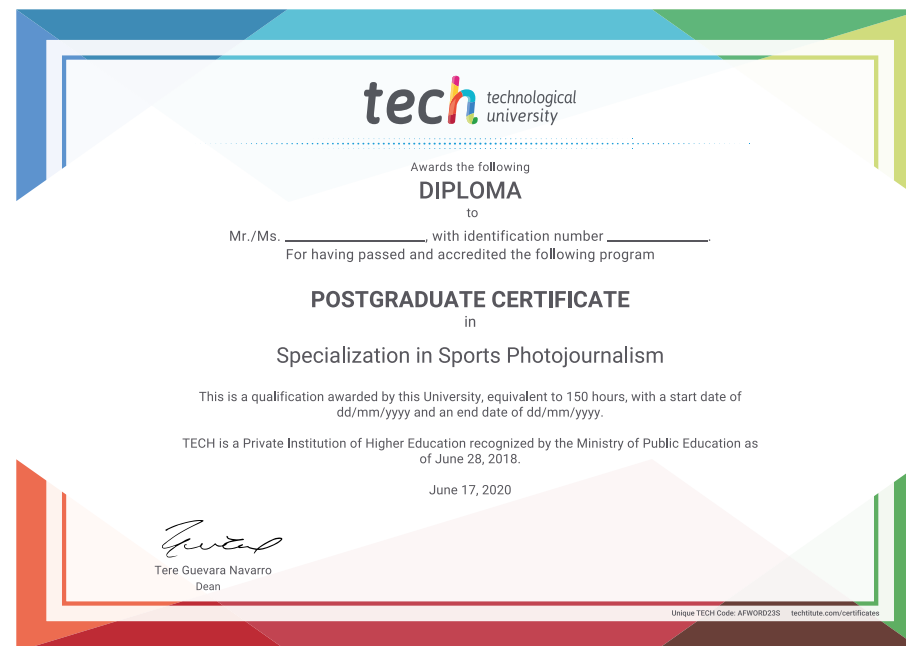 tech technological
university
Awards the following
DIPLOMA
to
Mr./Ms. ____________________, with identification number ______________.
For having passed and accredited the following program
POSTGRADUATE CERTIFICATE
in
Specialization in Sports Photojournalism
This is a qualification awarded by this University, equivalent to 150 hours, with a start date of
dd/mm/yyyy and an end date of dd/mm/yyyy.
TECH is a Private Institution of Higher Education recognized by the Ministry of Public Education as
of June 28, 2018.
June 17, 2020
Tere Guevara Navarro
Dean
Unique TECH Code: AFWORD23S techtitute.com/certificates